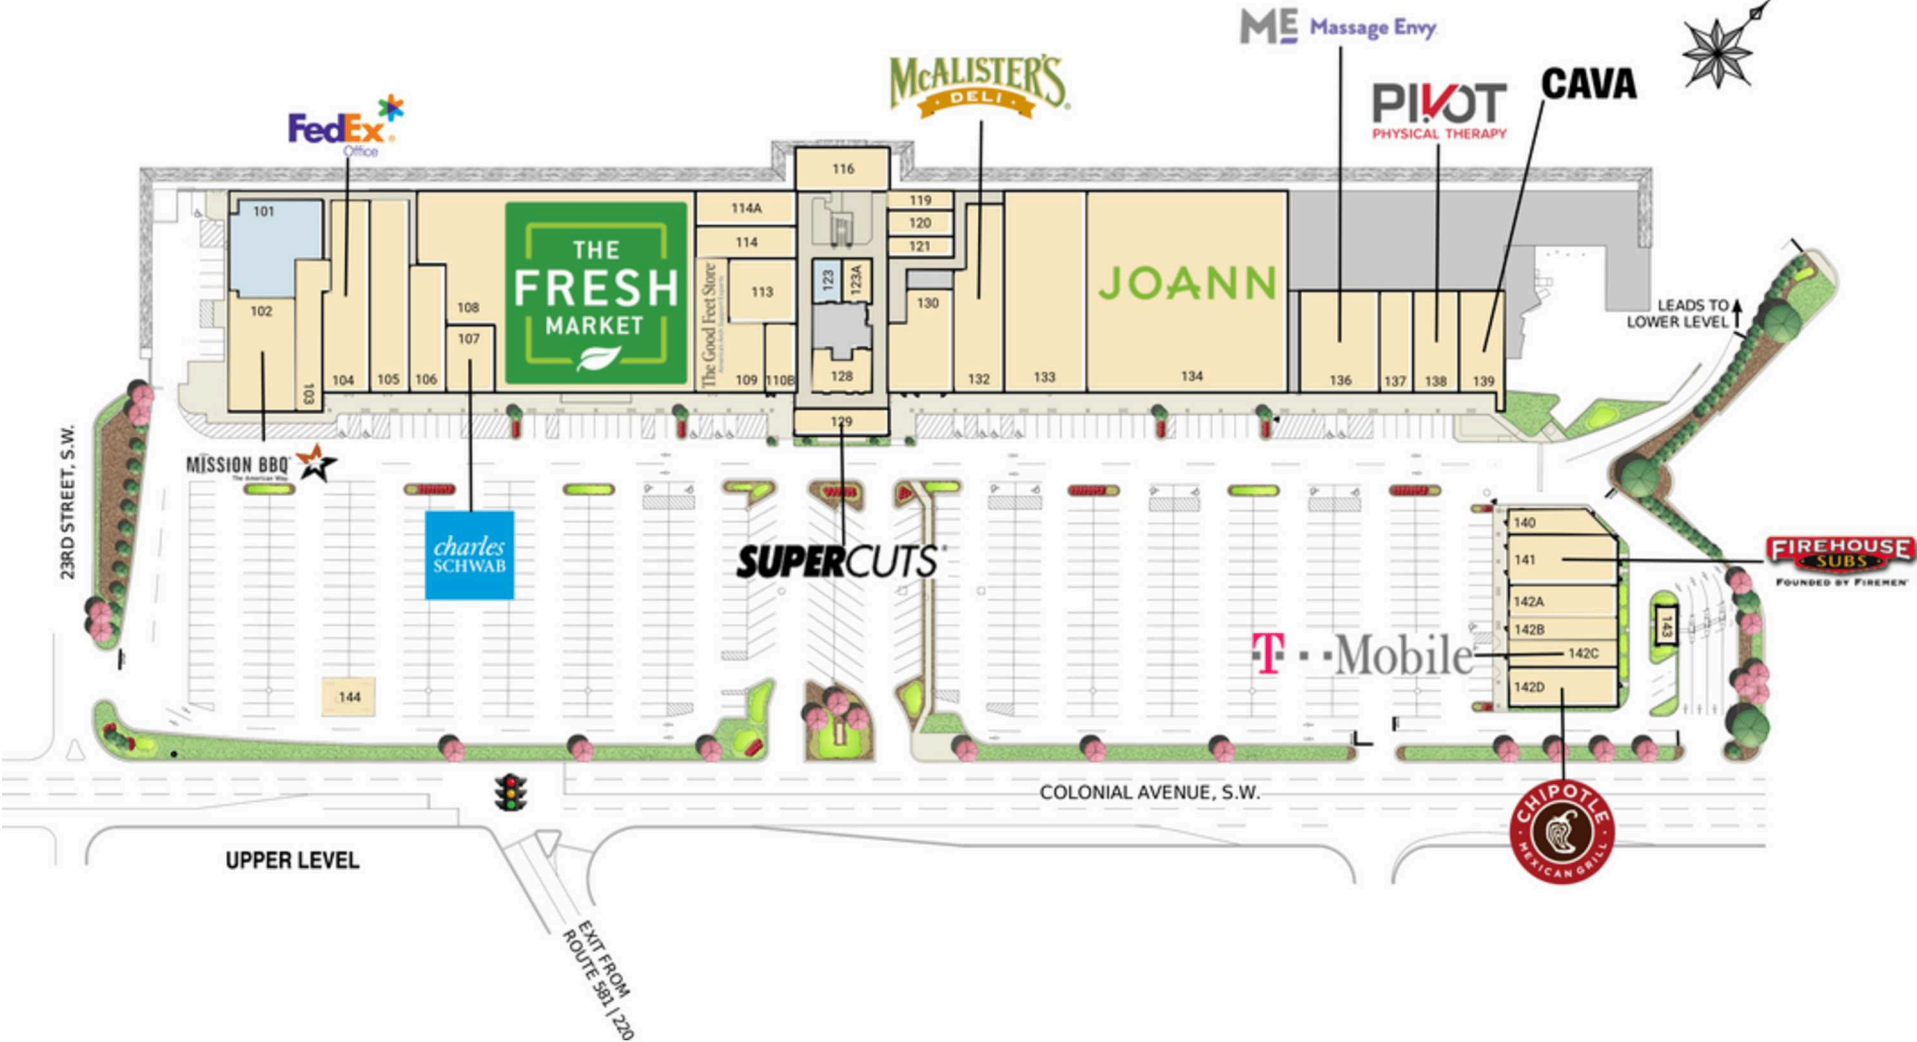 ME Massage Envy
McALISTER'S
DELI
PIVOT
PHYSICAL THERAPY
CAVA
FedEx
Office
116
101
102
103
104
105
106
107
108
THE
FRESH
MARKET
114A
114
The Good Feet Store
113
109
110B
119
120
121
123
123A
128
129
130
132
133
JOANN
134
136
137
138
139
LEADS TO
LOWER LEVEL
23RD STREET, S.W.
MISSION BBQ
The American Way.
charles
SCHWAB
SUPERCUTS
140
141
142A
142B
142C
142D
143
FIREHOUSE
SUBS
FOUNDED BY FIREMEN
T Mobile
144
COLONIAL AVENUE, S.W.
CHIPOTLE
MEXICAN GRILL
UPPER LEVEL
EXIT FROM
ROUTE 581 | 220